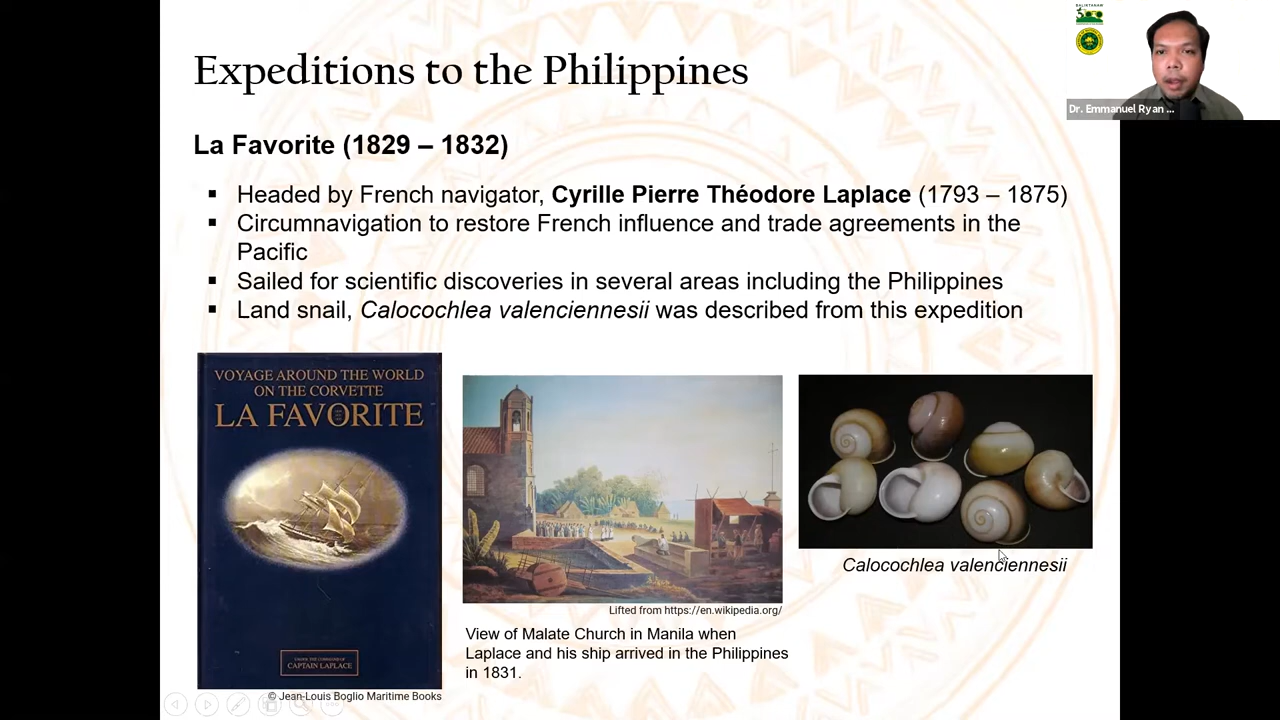 Expeditions to the Philippines
La Favorite (1829 – 1832)
▪ Headed by French navigator, Cyrille Pierre Théodore Laplace (1793 – 1875)
▪ Circumnavigation to restore French influence and trade agreements in the
Pacific
▪ Sailed for scientific discoveries in several areas including the Philippines
▪ Land snail, Calocochlea valenciennesii was described from this expedition
VOYAGE AROUND THE WORLD
ON THE CORVETTE
LA FAVORITE
UNDER THE COMMAND OF
CAPTAIN LAPLACE
© Jean-Louis Boglio Maritime Books
Lifted from https://en.wikipedia.org/
View of Malate Church in Manila when
Laplace and his ship arrived in the Philippines
in 1831.
Calocochlea valenciennesii
Dr. Emmanuel Ryan ...